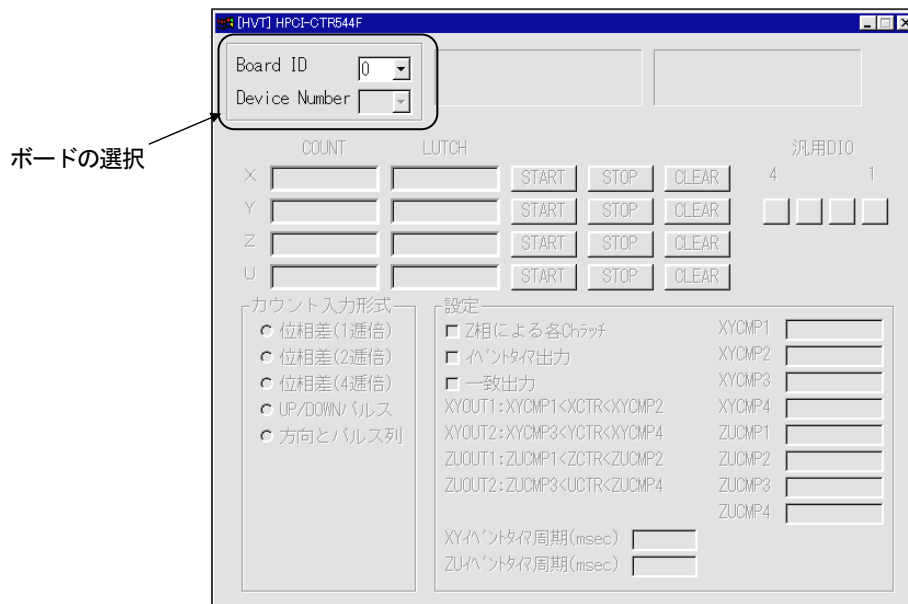 [HVT] HPCI-CTR544F
Board ID 0
Device Number
ボードの選択
COUNT LUTCH 汎用DIO
X START STOP CLEAR 4 1
Y START STOP CLEAR
Z START STOP CLEAR
U START STOP CLEAR
カウント入力形式
位相差(1逓倍)
位相差(2逓倍)
位相差(4逓倍)
UP/DOWNパルス
方向とパルス列
設定
Z相による各Chラッチ
イベントタイマ出力
一致出力
XYOUT1:XYCMP1<XCTR<XYCMP2
XYOUT2:XYCMP3<YCTR<XYCMP4
ZUOUT1:ZUCMP1<ZCTR<ZUCMP2
ZUOUT2:ZUCMP3<UCTR<ZUCMP4
XYイベントタイマ周期(msec)
ZUイベントタイマ周期(msec)
XYCMP1
XYCMP2
XYCMP3
XYCMP4
ZUCMP1
ZUCMP2
ZUCMP3
ZUCMP4